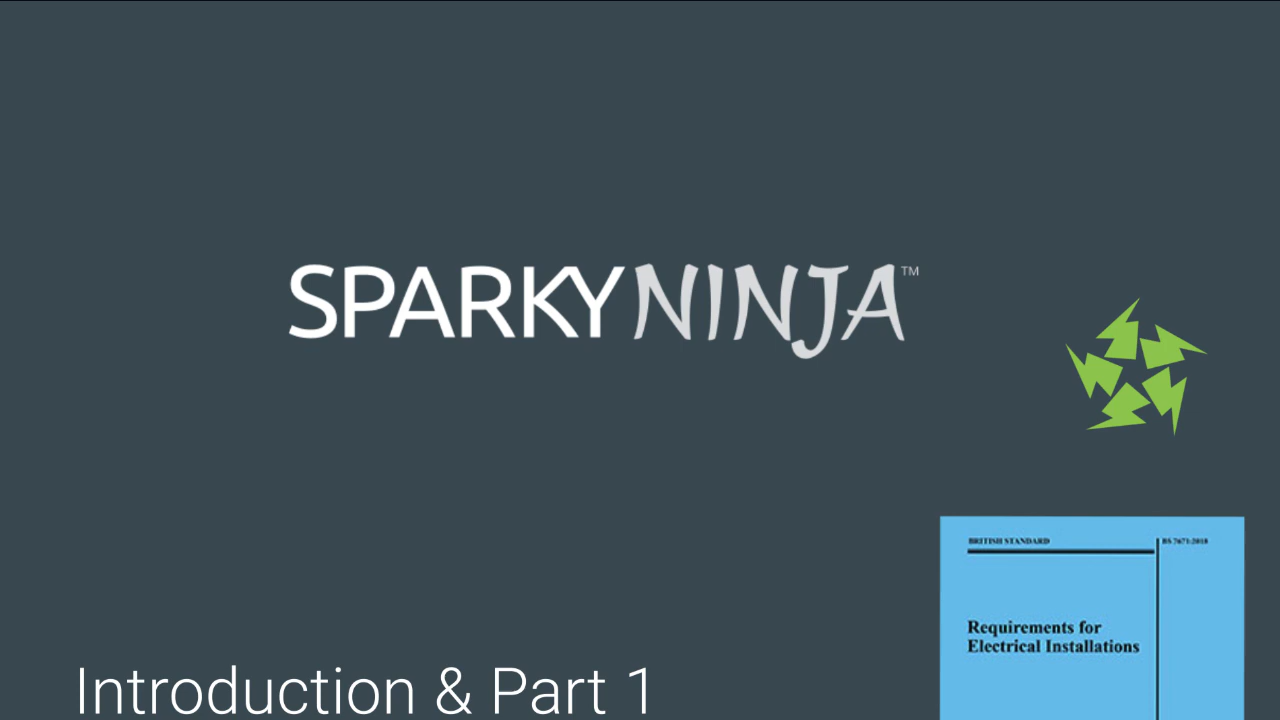 SPARKYNINJA™
BRITISH STANDARD
BS 7671:2018
Requirements for
Electrical Installations
Introduction & Part 1